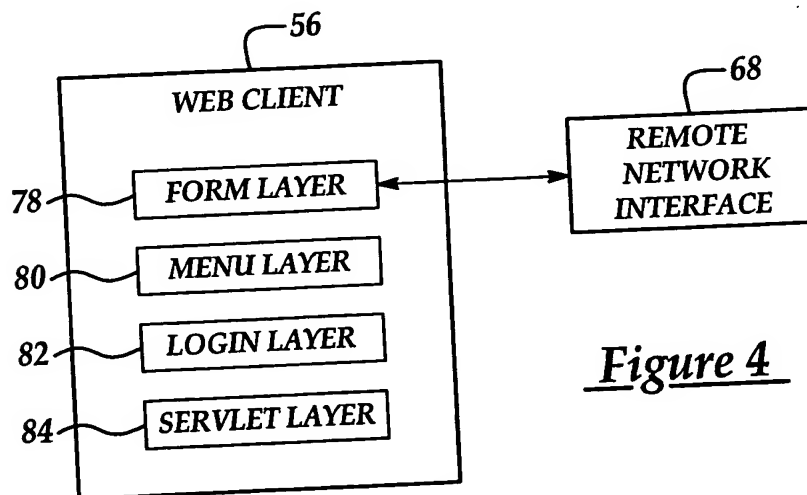 56
WEB CLIENT
68
REMOTE
NETWORK
INTERFACE
78
FORM LAYER
80
MENU LAYER
82
LOGIN LAYER
84
SERVLET LAYER
Figure 4